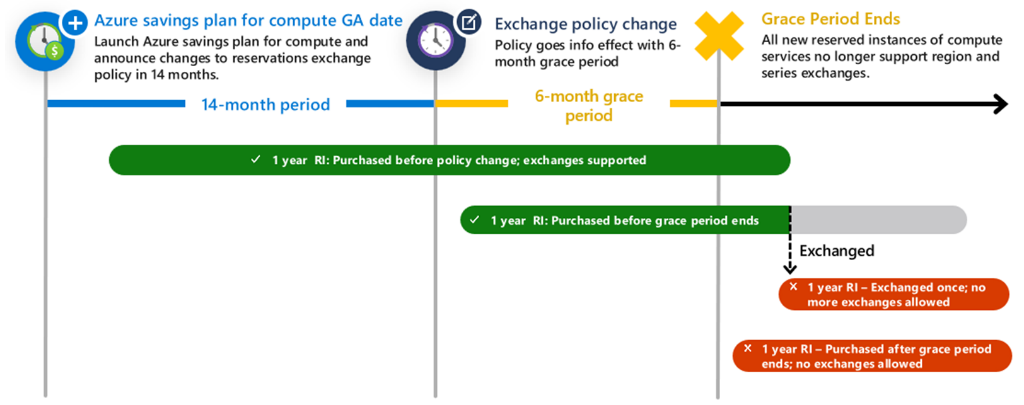 Azure savings plan for compute GA date
Launch Azure savings plan for compute and
announce changes to reservations exchange
policy in 14 months.
Exchange policy change
Policy goes info effect with 6-
month grace period
Grace Period Ends
All new reserved instances of compute
services no longer support region and
series exchanges.
14-month period
6-month grace
period
1 year RI: Purchased before policy change; exchanges supported
1 year RI: Purchased before grace period ends
Exchanged
1 year RI – Exchanged once; no
more exchanges allowed
1 year RI – Purchased after grace period
ends; no exchanges allowed